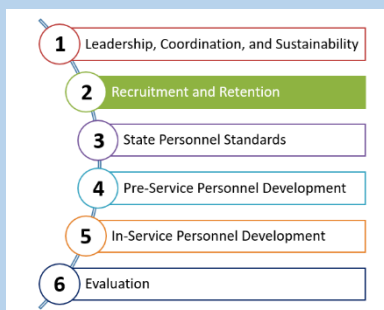 1 Leadership, Coordination, and Sustainability
2 Recruitment and Retention
3 State Personnel Standards
4 Pre-Service Personnel Development
5 In-Service Personnel Development
6 Evaluation